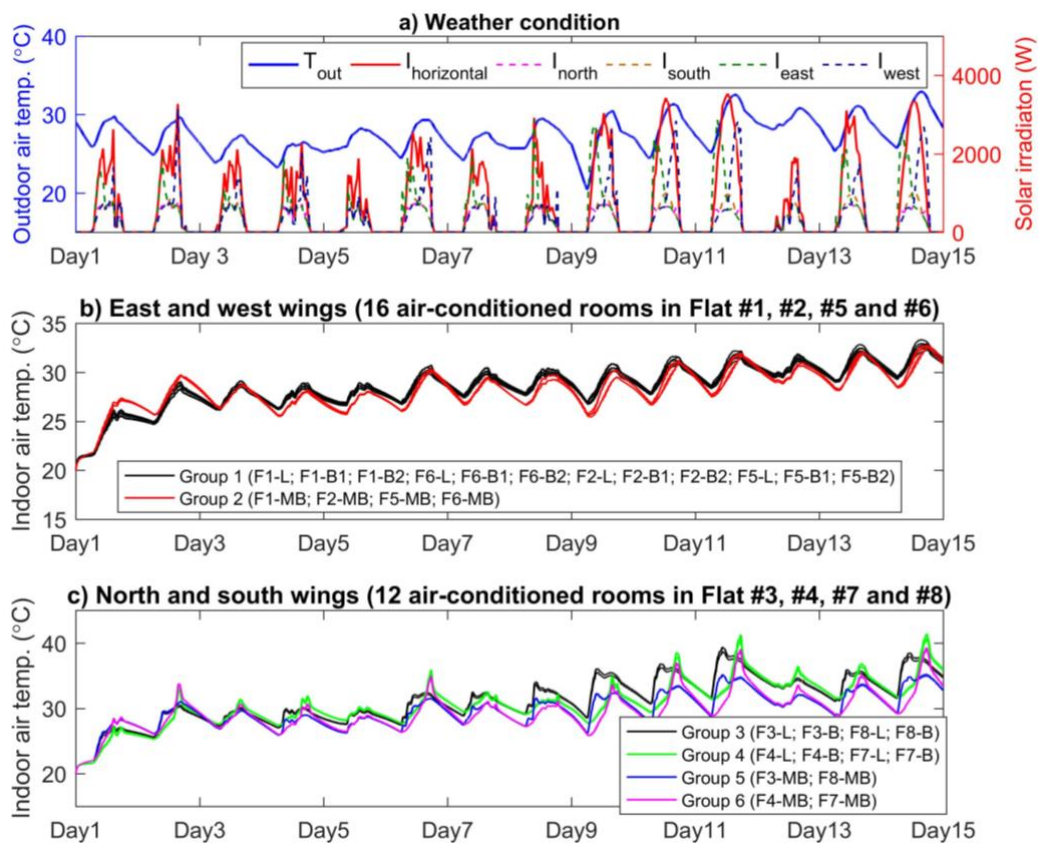 a) Weather condition
Outdoor air temp. (°C)
40
30
20
T_out I_horizontal I_north I_south I_east I_west
4000
2000
0
Solar irradiaton (W)
Day1 Day 3 Day5 Day7 Day9 Day11 Day13 Day15
b) East and west wings (16 air-conditioned rooms in Flat #1, #2, #5 and #6)
Indoor air temp. (°C)
35
30
25
20
15
Group 1 (F1-L; F1-B1; F1-B2; F6-L; F6-B1; F6-B2; F2-L; F2-B1; F2-B2; F5-L; F5-B1; F5-B2)
Group 2 (F1-MB; F2-MB; F5-MB; F6-MB)
Day1 Day3 Day5 Day7 Day9 Day11 Day13 Day15
c) North and south wings (12 air-conditioned rooms in Flat #3, #4, #7 and #8)
Indoor air temp. (°C)
40
30
20
Group 3 (F3-L; F3-B; F8-L; F8-B)
Group 4 (F4-L; F4-B; F7-L; F7-B)
Group 5 (F3-MB; F8-MB)
Group 6 (F4-MB; F7-MB)
Day1 Day3 Day5 Day7 Day9 Day11 Day13 Day15